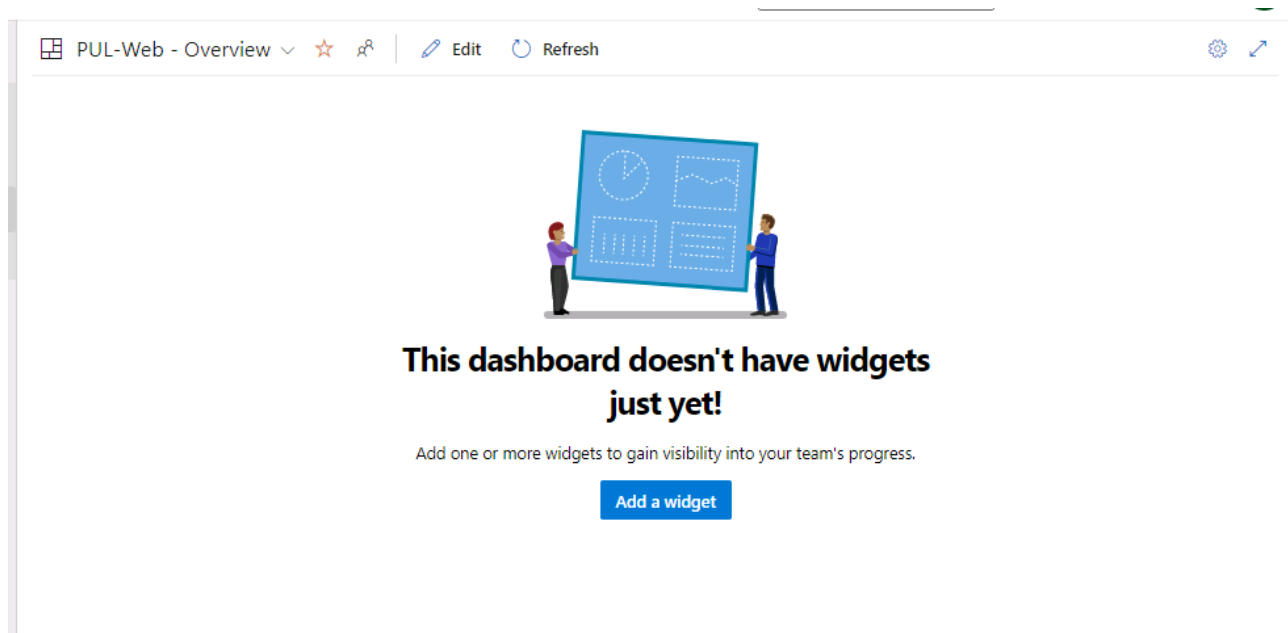 PUL-Web - Overview
Edit
Refresh
This dashboard doesn't have widgets
just yet!
Add one or more widgets to gain visibility into your team's progress.
Add a widget